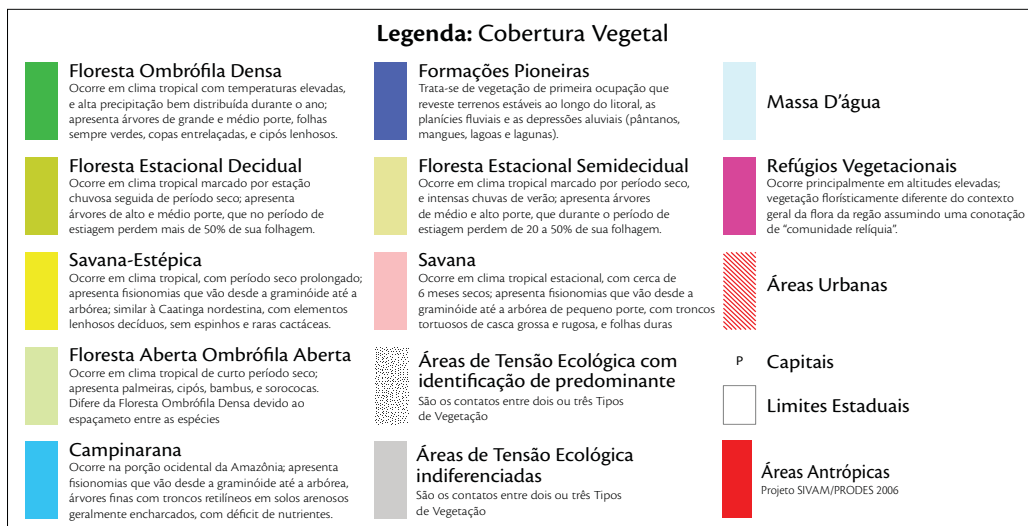 Legenda: Cobertura Vegetal
Floresta Ombrófila Densa
Ocorre em clima tropical com temperaturas elevadas,
e alta precipitação bem distribuída durante o ano;
apresenta árvores de grande e médio porte, folhas
sempre verdes, copas entrelaçadas, e cipós lenhosos.
Floresta Estacional Decidual
Ocorre em clima tropical marcado por estação
chuvosa seguida de período seco; apresenta
árvores de alto e médio porte, que no período de
estiagem perdem mais de 50% de sua folhagem.
Savana-Estépica
Ocorre em clima tropical, com período seco prolongado;
apresenta fisionomias que vão desde a graminóide até a
arbórea; similar à Caatinga nordestina, com elementos
lenhosos decíduos, sem espinhos e raras cactáceas.
Floresta Aberta Ombrófila Aberta
Ocorre em clima tropical de curto período seco;
apresenta palmeiras, cipós, bambus, e sorococas.
Difere da Floresta Ombrófila Densa devido ao
espaçameto entre as espécies
Campinarana
Ocorre na porção ocidental da Amazônia; apresenta
fisionomias que vão desde a graminóide até a arbórea,
árvores finas com troncos retilíneos em solos arenosos
geralmente encharcados, com déficit de nutrientes.
Formações Pioneiras
Trata-se de vegetação de primeira ocupação que
reveste terrenos estáveis ao longo do litoral, as
planícies fluviais e as depressões aluviais (pântanos,
mangues, lagoas e lagunas).
Floresta Estacional Semidecidual
Ocorre em clima tropical marcado por período seco,
e intensas chuvas de verão; apresenta árvores
de médio e alto porte, que durante o período de
estiagem perdem de 20 a 50% de sua folhagem.
Savana
Ocorre em clima tropical estacional, com cerca de
6 meses secos; apresenta fisionomias que vão desde a
graminóide até a arbórea de pequeno porte, com troncos
tortuosos de casca grossa e rugosa, e folhas duras
Áreas de Tensão Ecológica com
identificação de predominante
São os contatos entre dois ou três Tipos
de Vegetação
Áreas de Tensão Ecológica
indiferenciadas
São os contatos entre dois ou três Tipos
de Vegetação
Massa D'água
Refúgios Vegetacionais
Ocorre principalmente em altitudes elevadas;
vegetação florísticamente diferente do contexto
geral da flora da região assumindo uma conotação
de "comunidade relíquia".
Áreas Urbanas
P Capitais
Limites Estaduais
Áreas Antrópicas
Projeto SIVAM/PRODES 2006